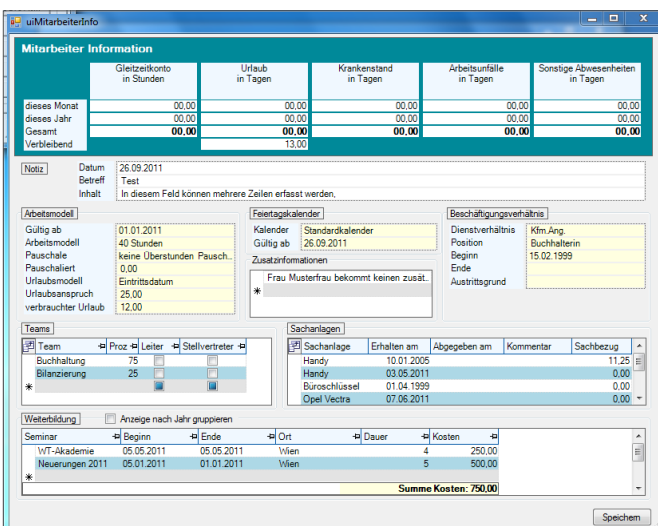 uiMitarbeiterInfo
Mitarbeiter Information
Gleitzeitkonto in Stunden Urlaub in Tagen Krankenstand in Tagen Arbeitsunfälle in Tagen Sonstige Abwesenheiten in Tagen
dieses Monat 00,00 00,00 00,00 00,00 00,00
dieses Jahr 00,00 00,00 00,00 00,00 00,00
Gesamt 00,00 00,00 00,00 00,00 00,00
Verbleibend 13,00
Notiz Datum 26.09.2011
Betreff Test
Inhalt In diesem Feld können mehrere Zeilen erfasst werden,
Arbeitsmodell
Gültig ab 01.01.2011
Arbeitsmodell 40 Stunden
Pauschale keine Überstunden Pausch..
Pauschaliert 0,00
Urlaubsmodell Eintrittsdatum
Urlaubsanspruch 25,00
verbrauchter Urlaub 12,00
Feiertagskalender
Kalender Standardkalender
Gültig ab 26.09.2011
Zusatzinformationen
Frau Musterfrau bekommt keinen zusät..
Beschäftigungsverhältnis
Dienstverhältnis Kfm.Ang.
Position Buchhalterin
Beginn 15.02.1999
Ende
Austrittsgrund
Teams
Team Proz Leiter Stellvertreter
Buchhaltung 75
Bilanzierung 25
Sachanlagen
Sachanlage Erhalten am Abgegeben am Kommentar Sachbezug
Handy 10.01.2005 11,25
Handy 03.05.2011 0,00
Büroschlüssel 01.04.1999 0,00
Opel Vectra 07.06.2011 0,00
Weiterbildung Anzeige nach Jahr gruppieren
Seminar Beginn Ende Ort Dauer Kosten
WT-Akademie 05.05.2011 05.05.2011 Wien 4 250,00
Neuerungen 2011 05.01.2011 01.01.2011 Wien 5 500,00
Summe Kosten: 750,00
Speichern